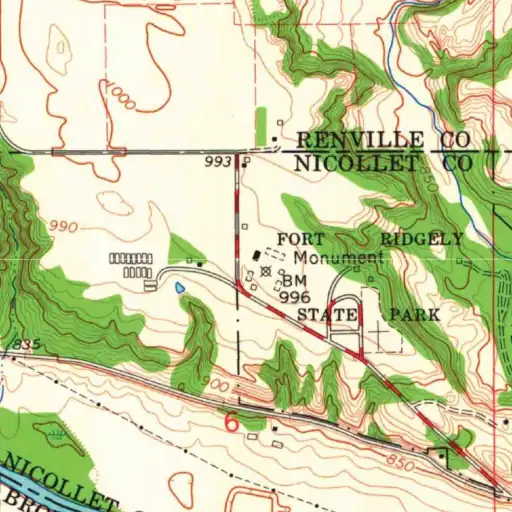 1000
RENVILLE CO
NICOLLET CO
993
850
990
FORT RIDGELY
Monument
BM
996
STATE PARK
835
900
6
850
NICOLLET